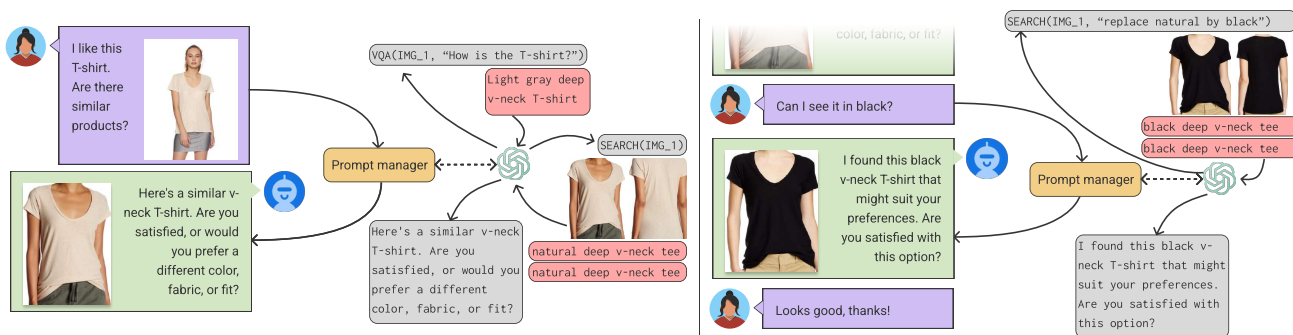 I like this
T-shirt.
Are there
similar
products?
Here's a similar v-
neck T-shirt. Are you
satisfied, or would
you prefer a
different color,
fabric, or fit?
Prompt manager
VQA(IMG_1, “How is the T-shirt?”)
Light gray deep
v-neck T-shirt
SEARCH(IMG_1)
natural deep v-neck tee
natural deep v-neck tee
Here's a similar v-neck
T-shirt. Are you
satisfied, or would you
prefer a different
color, fabric, or fit?
color, fabric, or fit?
Can I see it in black?
I found this black
v-neck T-shirt that
might suit your
preferences. Are
you satisfied with
this option?
Looks good, thanks!
Prompt manager
SEARCH(IMG_1, “replace natural by black”)
black deep v-neck tee
black deep v-neck tee
I found this black v-
neck T-shirt that might
suit your preferences.
Are you satisfied with
this option?